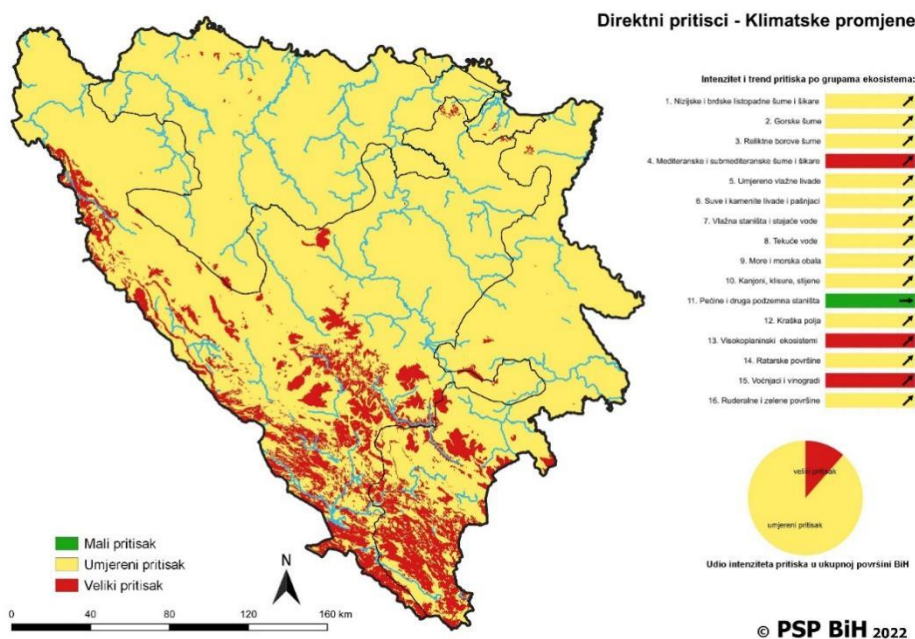 Direktni pritisci - Klimatske promjene
Intenzitet i trend pritiska po grupama ekosistema:
1. Nizijske i brdske listopadne šume i šikare
2. Gorske šume
3. Reliktne borove šume
4. Mediteranske i submediteranske šume i šikare
5. Umjereno vlažne livade
6. Suve i kamenite livade i pašnjaci
7. Vlažna staništa i stajaće vode
8. Tekuće vode
9. More i morska obala
10. Kanjoni, klisure, stijene
11. Pećine i druga podzemna staništa
12. Kraška polja
13. Visokoplaninski ekosistemi
14. Ratarske površine
15. Voćnjaci i vinogradi
16. Ruderalne i zelene površine
veliki pritisak
umjereni pritisak
Udio intenziteta pritiska u ukupnoj površini BiH
Mali pritisak
Umjereni pritisak
Veliki pritisak
N
0 40 80 120 160 km
© PSP BiH 2022